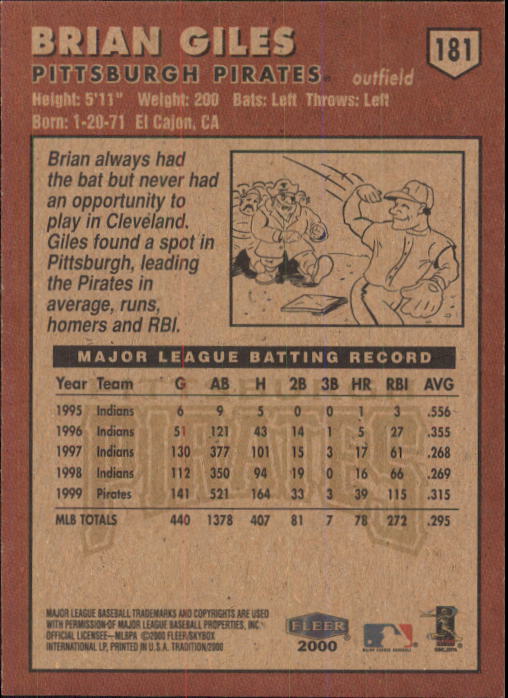 BRIAN GILES
181
PITTSBURGH PIRATES
outfield
Height: 5'11" Weight: 200 Bats: Left Throws: Left
Born: 1-20-71 El Cajon, CA
Brian always had
the bat but never had
an opportunity to
play in Cleveland.
Giles found a spot in
Pittsburgh, leading
the Pirates in
average, runs,
homers and RBI.
MAJOR LEAGUE BATTING RECORD
Year Team G AB H 2B 3B HR RBI AVG
1995 Indians 6 9 5 0 0 1 3 .556
1996 Indians 51 121 43 14 1 5 27 .355
1997 Indians 130 377 101 15 3 17 61 .268
1998 Indians 112 350 94 19 0 16 66 .269
1999 Pirates 141 521 164 33 3 39 115 .315
MLB TOTALS 440 1378 407 81 7 78 272 .295
PITTSBURGH
PIRATES
MAJOR LEAGUE BASEBALL TRADEMARKS AND COPYRIGHTS ARE USED
WITH PERMISSION OF MAJOR LEAGUE BASEBALL PROPERTIES, INC.
OFFICIAL LICENSEE—MLBPA ©2000 FLEER/SKYBOX
INTERNATIONAL LP, PRINTED IN U.S.A. TRADITION/2000
FLEER
2000
MAJOR LEAGUE BASEBALL